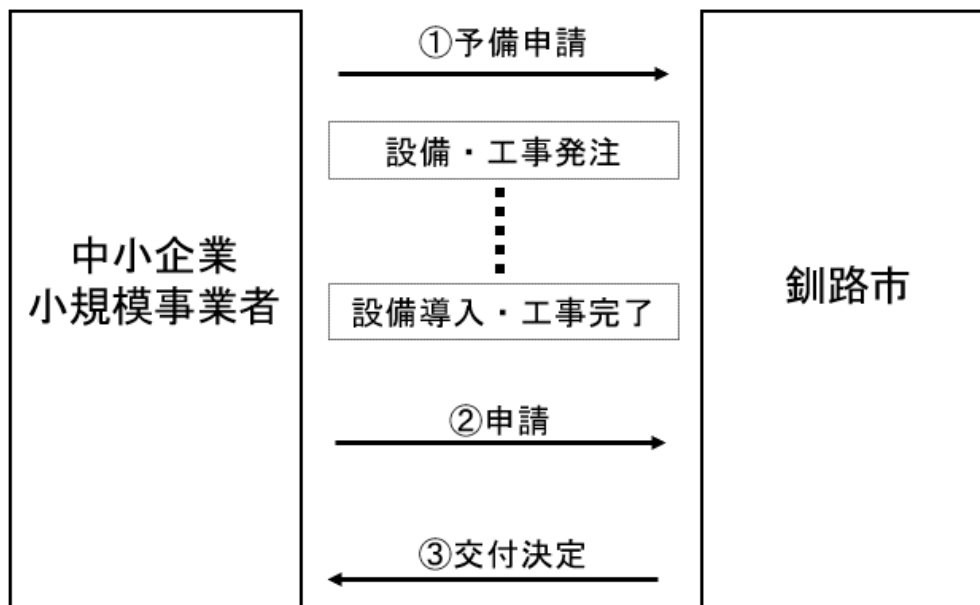 ①予備申請
設備・工事発注
中小企業
小規模事業者
設備導入・工事完了
釧路市
②申請
③交付決定